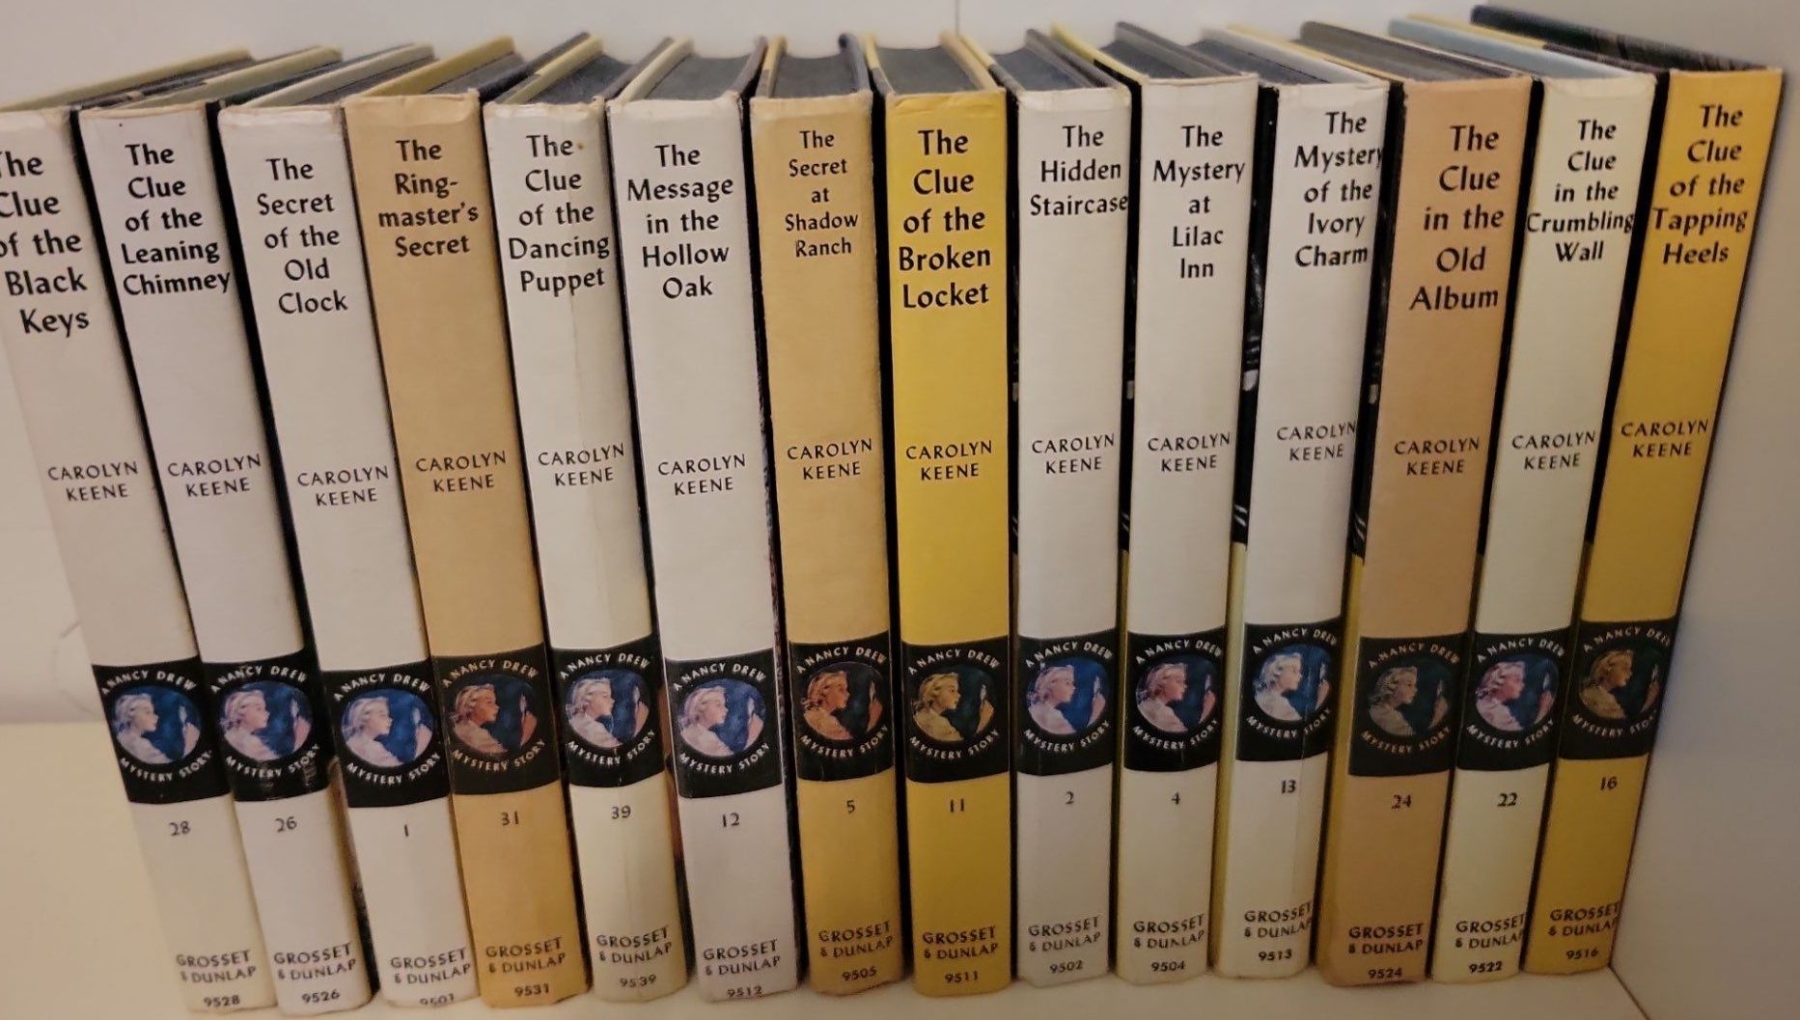 The
Clue
of the
Black
Keys
CAROLYN
KEENE
A NANCY DREW
MYSTERY STORY
28
GROSSET
& DUNLAP
9528
The
Clue
of the
Leaning
Chimney
CAROLYN
KEENE
A NANCY DREW
MYSTERY STORY
26
GROSSET
& DUNLAP
9526
The
Secret
of the
Old
Clock
CAROLYN
KEENE
A NANCY DREW
MYSTERY STORY
1
GROSSET
& DUNLAP
9501
The
Ring-
master's
Secret
CAROLYN
KEENE
A NANCY DREW
MYSTERY STORY
31
GROSSET
& DUNLAP
9531
The
Clue
of the
Dancing
Puppet
CAROLYN
KEENE
A NANCY DREW
MYSTERY STORY
39
GROSSET
& DUNLAP
9539
The
Message
in the
Hollow
Oak
CAROLYN
KEENE
A NANCY DREW
MYSTERY STORY
12
GROSSET
& DUNLAP
9512
The
Secret
at
Shadow
Ranch
CAROLYN
KEENE
A NANCY DREW
MYSTERY STORY
5
GROSSET
& DUNLAP
9505
The
Clue
of the
Broken
Locket
CAROLYN
KEENE
A NANCY DREW
MYSTERY STORY
11
GROSSET
& DUNLAP
9511
The
Hidden
Staircase
CAROLYN
KEENE
A NANCY DREW
MYSTERY STORY
2
GROSSET
& DUNLAP
9502
The
Mystery
at
Lilac
Inn
CAROLYN
KEENE
A NANCY DREW
MYSTERY STORY
4
GROSSET
& DUNLAP
9504
The
Mystery
of the
Ivory
Charm
CAROLYN
KEENE
A NANCY DREW
MYSTERY STORY
13
GROSSET
& DUNLAP
9513
The
Clue
in the
Old
Album
CAROLYN
KEENE
A NANCY DREW
MYSTERY STORY
24
GROSSET
& DUNLAP
9524
The
Clue
in the
Crumbling
Wall
CAROLYN
KEENE
A NANCY DREW
MYSTERY STORY
22
GROSSET
& DUNLAP
9522
The
Clue
of the
Tapping
Heels
CAROLYN
KEENE
A NANCY DREW
MYSTERY STORY
16
GROSSET
& DUNLAP
9516